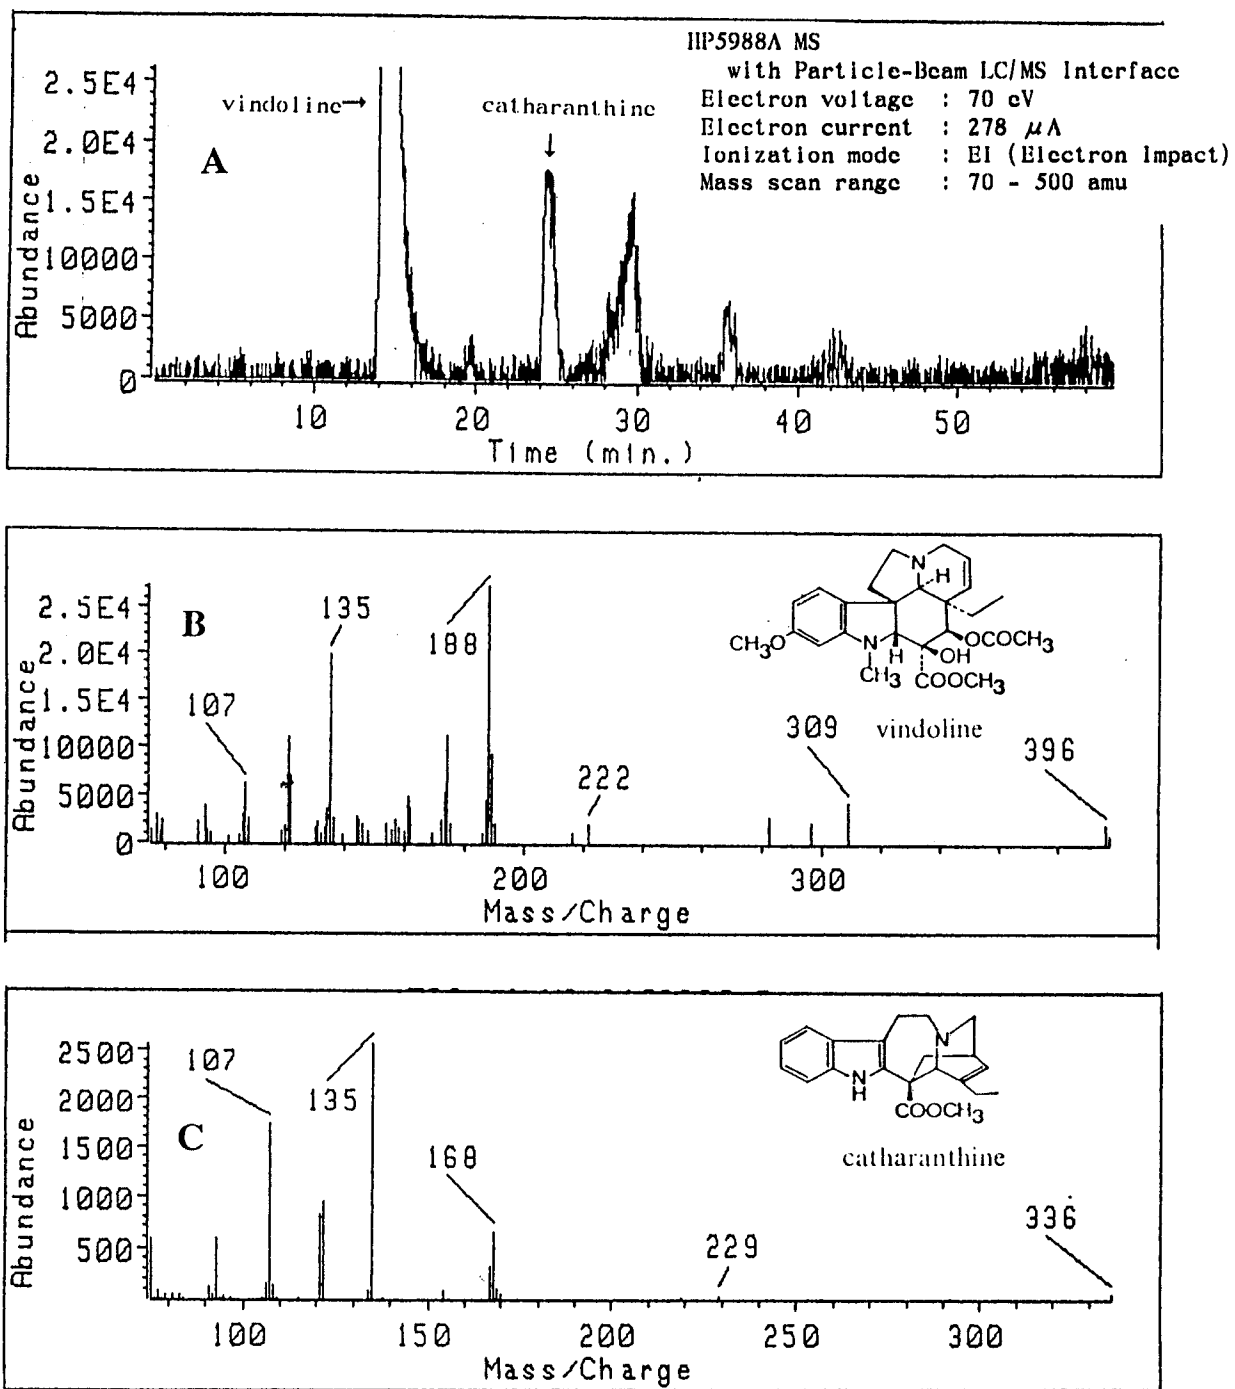 HP5988A MS
with Particle-Beam LC/MS Interface
Electron voltage : 70 eV
Electron current : 278 μA
Ionization mode : EI (Electron Impact)
Mass scan range : 70 - 500 amu
A
vindoline→
catharanthine
↓
Abundance
2.5E4
2.0E4
1.5E4
10000
5000
0
10 20 30 40 50
Time (min.)
B
135
188
107
222
309
396
Abundance
2.5E4
2.0E4
1.5E4
10000
5000
0
100 200 300
Mass/Charge
N
H
CH3O
N
H
OCOCH3
OH
CH3
COOCH3
vindoline
C
107
135
168
229
336
Abundance
2500
2000
1500
1000
500
100 150 200 250 300
Mass/Charge
N
N
H
COOCH3
catharanthine